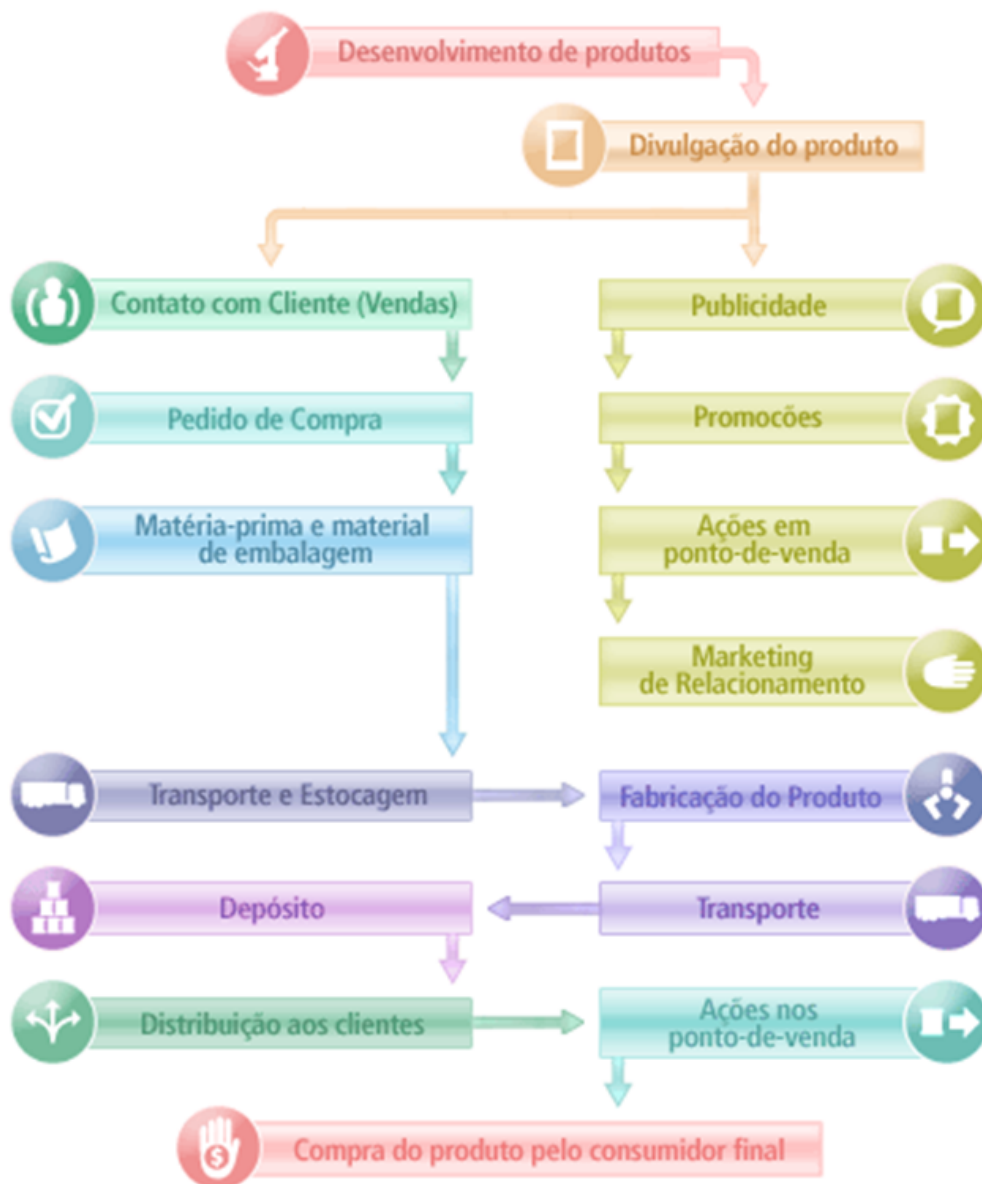 Desenvolvimento de produtos
Divulgação do produto
Contato com Cliente (Vendas)
Publicidade
Pedido de Compra
Promocões
Matéria-prima e material
de embalagem
Ações em
ponto-de-venda
Marketing
de Relacionamento
Transporte e Estocagem
Fabricação do Produto
Depósito
Transporte
Distribuição aos clientes
Ações nos
ponto-de-venda
$
Compra do produto pelo consumidor final